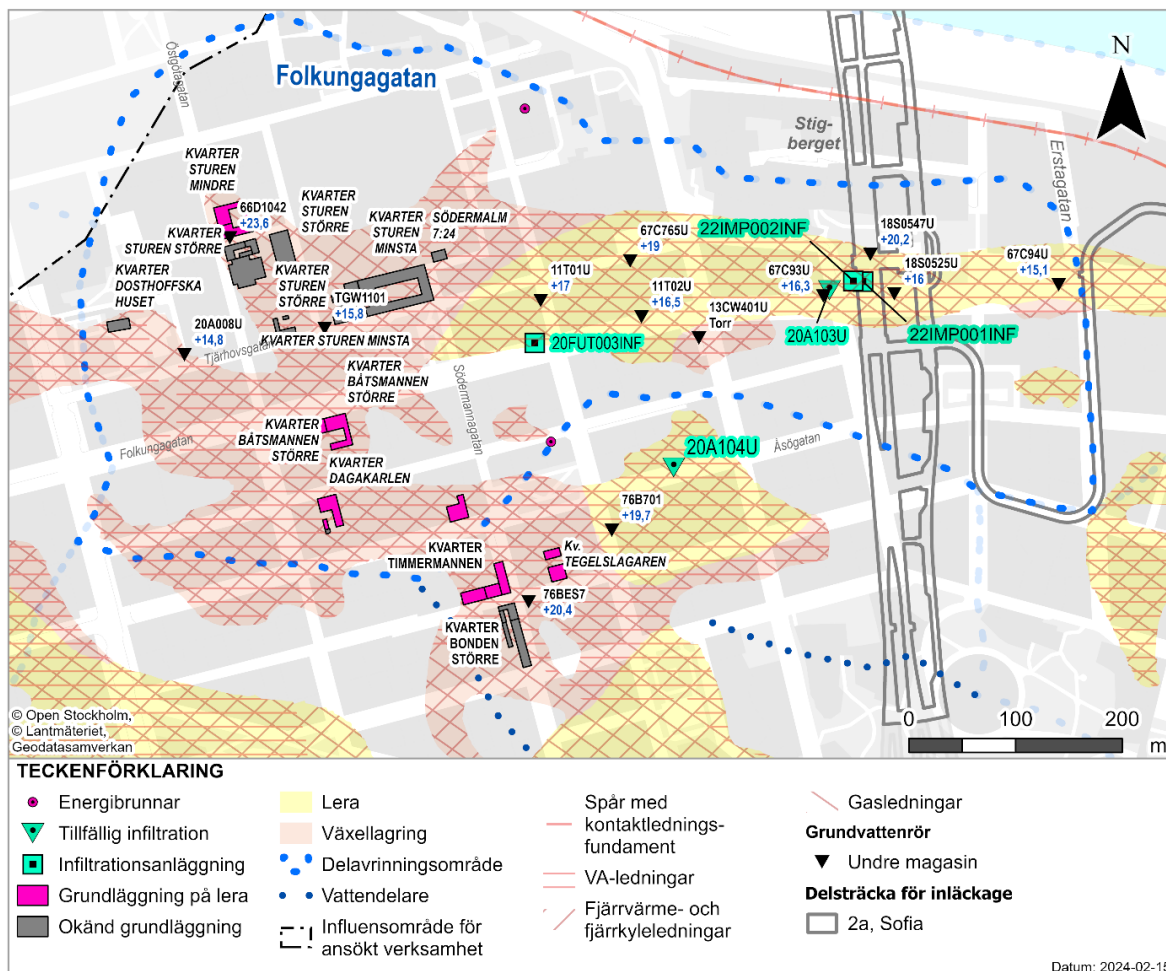 Östgötagatan
Folkungagatan
N
Stig-
berget
Erstagatan
KVARTER
STUREN
MINDRE
66D1042
+23,6
KVARTER
STUREN
STÖRRE
KVARTER
STUREN
MINSTA
SÖDERMALM
7:24
67C765U
+19
22IMP002INF
18S0547U
+20,2
KVARTER
STUREN STÖRRE
KVARTER
DOSTHOFFSKA
HUSET
KVARTER
STUREN
STÖRRE
TGW1101
+15,8
11T01U
+17
11T02U
+16,5
67C93U
+16,3
18S0525U
+16
67C94U
+15,1
13CW401U
Torr
20A008U
+14,8
Tjärhovsgatan
KVARTER STUREN MINSTA
20FUT003INF
20A103U
22IMP001INF
KVARTER
BÅTSMANNEN
STÖRRE
Södermannagatan
Folkungagatan
KVARTER
BÅTSMANNEN
STÖRRE
KVARTER
DAGAKARLEN
20A104U
Åsögatan
76B701
+19,7
KVARTER
TIMMERMANNEN
Kv.
TEGELSLAGAREN
76BES7
+20,4
KVARTER
BONDEN
STÖRRE
© Open Stockholm,
© Lantmäteriet,
Geodatasamverkan
0 100 200
m
TECKENFÖRKLARING
Energibrunnar
Tillfällig infiltration
Infiltrationsanläggning
Grundläggning på lera
Okänd grundläggning
Lera
Växellagring
Delavrinningsområde
Vattendelare
Influensområde för
ansökt verksamhet
Spår med
kontaktlednings-
fundament
VA-ledningar
Fjärrvärme- och
fjärrkyleledningar
Gasledningar
Grundvattenrör
Undre magasin
Delsträcka för inläckage
2a, Sofia
Datum: 2024-02-15